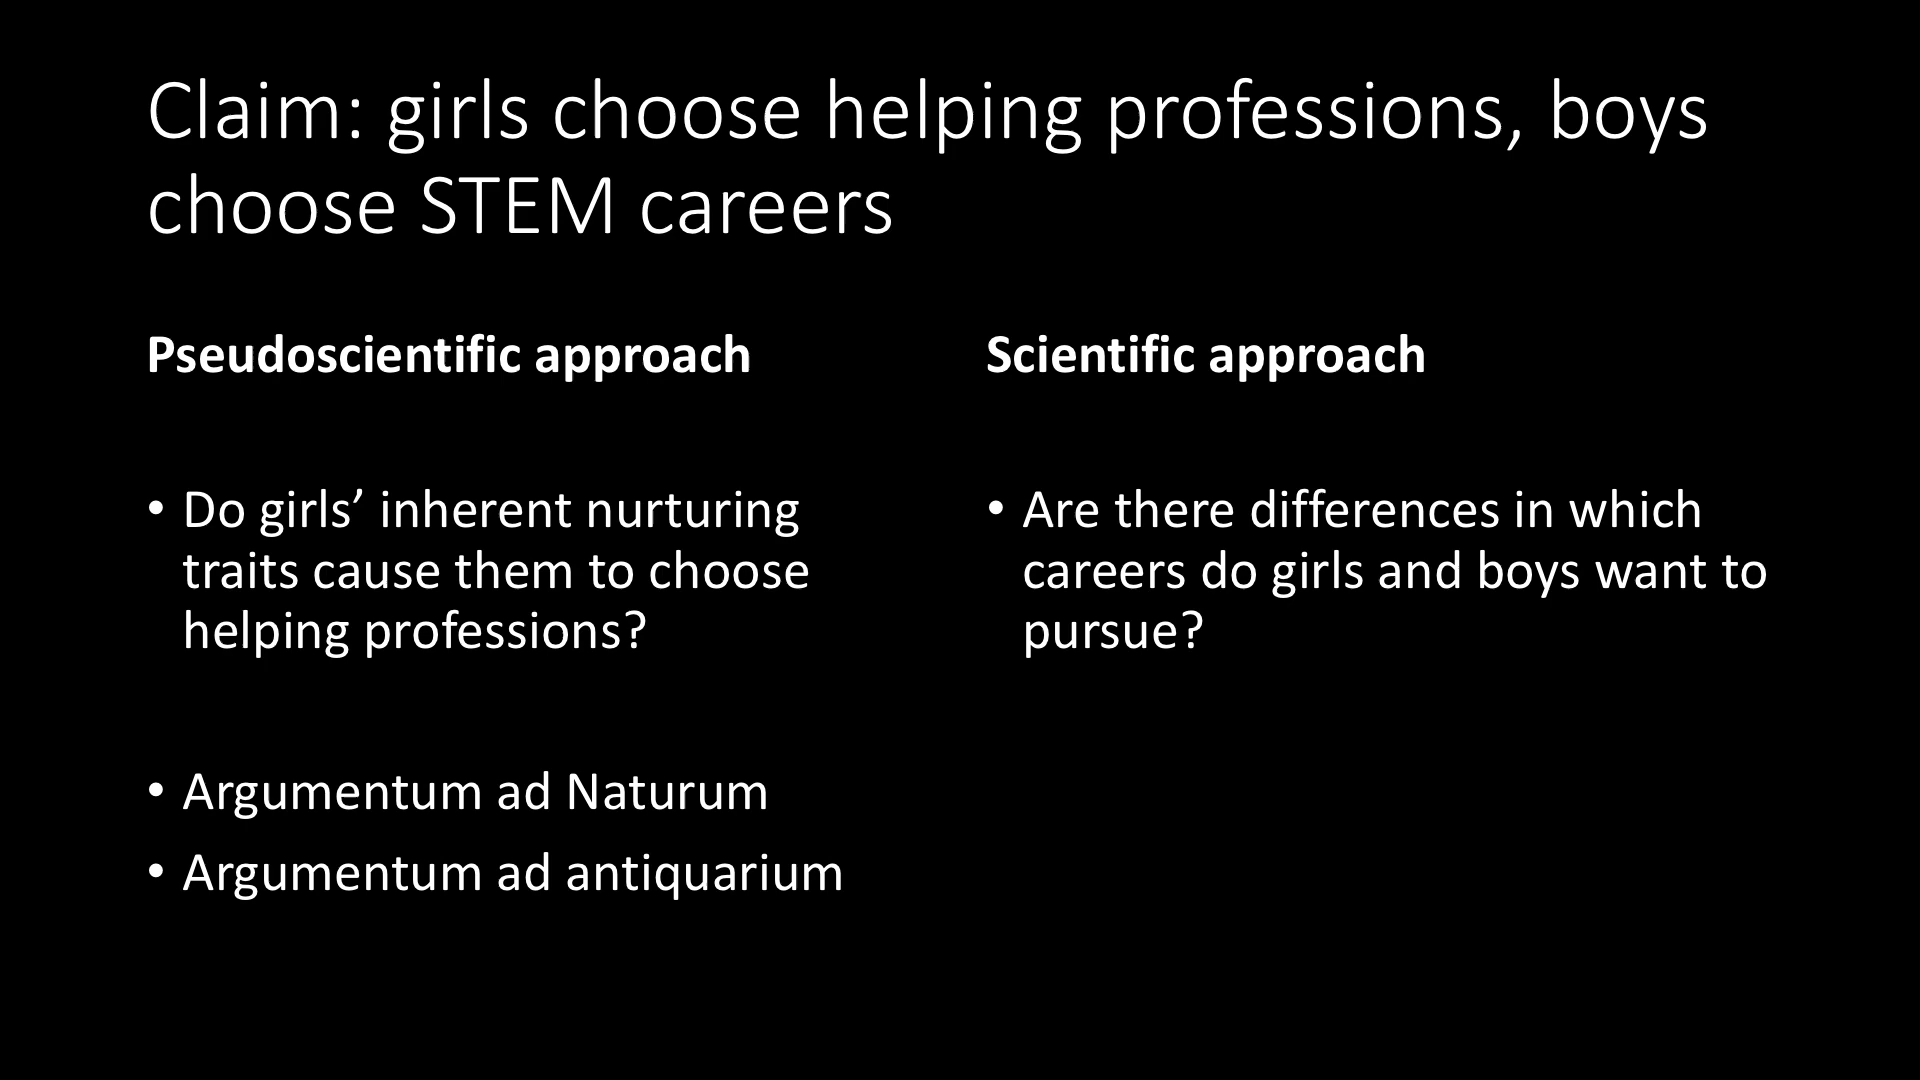 Claim: girls choose helping professions, boys
choose STEM careers
Pseudoscientific approach
• Do girls’ inherent nurturing
traits cause them to choose
helping professions?
• Argumentum ad Naturum
• Argumentum ad antiquarium
Scientific approach
• Are there differences in which
careers do girls and boys want to
pursue?